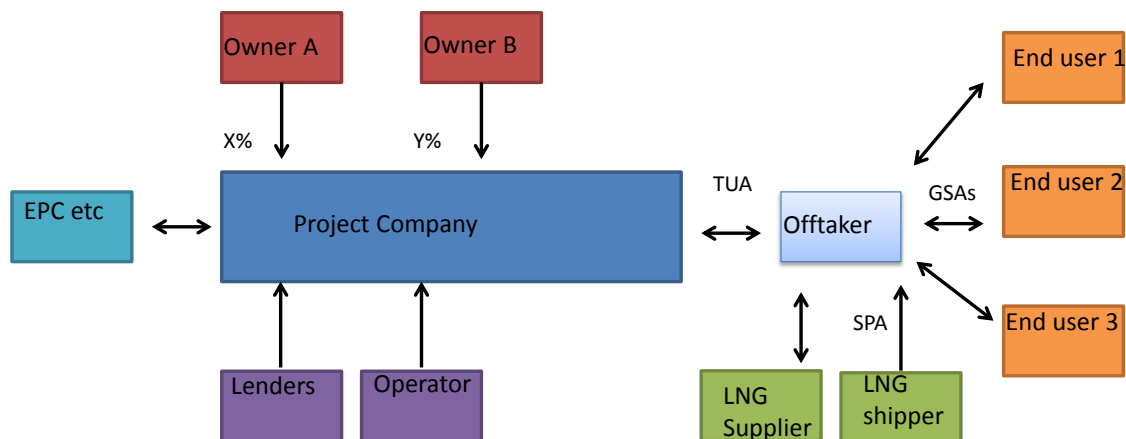 Owner A
Owner B
End user 1
X%
Y%
EPC etc
Project Company
TUA
Offtaker
GSAs
End user 2
SPA
End user 3
Lenders
Operator
LNG
Supplier
LNG
shipper